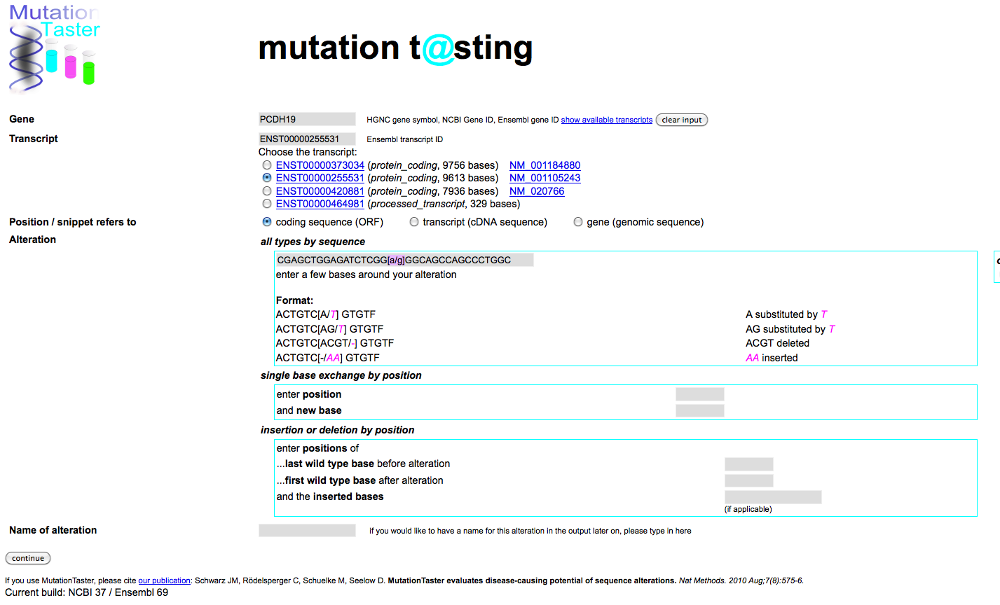 Mutation
Taster
mutation t@sting
Gene PCDH19 HGNC gene symbol, NCBI Gene ID, Ensembl gene ID show available transcripts clear input
Transcript ENST00000255531 Ensembl transcript ID
Choose the transcript:
ENST00000373034 (protein_coding, 9756 bases) NM_001184880
ENST00000255531 (protein_coding, 9613 bases) NM_001105243
ENST00000420881 (protein_coding, 7936 bases) NM_020766
ENST00000464981 (processed_transcript, 329 bases)
Position / snippet refers to coding sequence (ORF) transcript (cDNA sequence) gene (genomic sequence)
Alteration
all types by sequence
CGAGCTGGAGATCTCGG[a/g]GGCAGCCAGCCCTGGC
enter a few bases around your alteration
Format:
ACTGTC[A/T] GTGTF A substituted by T
ACTGTC[AG/T] GTGTF AG substituted by T
ACTGTC[ACGT/-] GTGTF ACGT deleted
ACTGTC[-/AA] GTGTF AA inserted
single base exchange by position
enter position
and new base
insertion or deletion by position
enter positions of
...last wild type base before alteration
...first wild type base after alteration
and the inserted bases
(if applicable)
Name of alteration if you would like to have a name for this alteration in the output later on, please type in here
continue
If you use MutationTaster, please cite our publication: Schwarz JM, Rödelsperger C, Schuelke M, Seelow D. MutationTaster evaluates disease-causing potential of sequence alterations. Nat Methods. 2010 Aug;7(8):575-6.
Current build: NCBI 37 / Ensembl 69